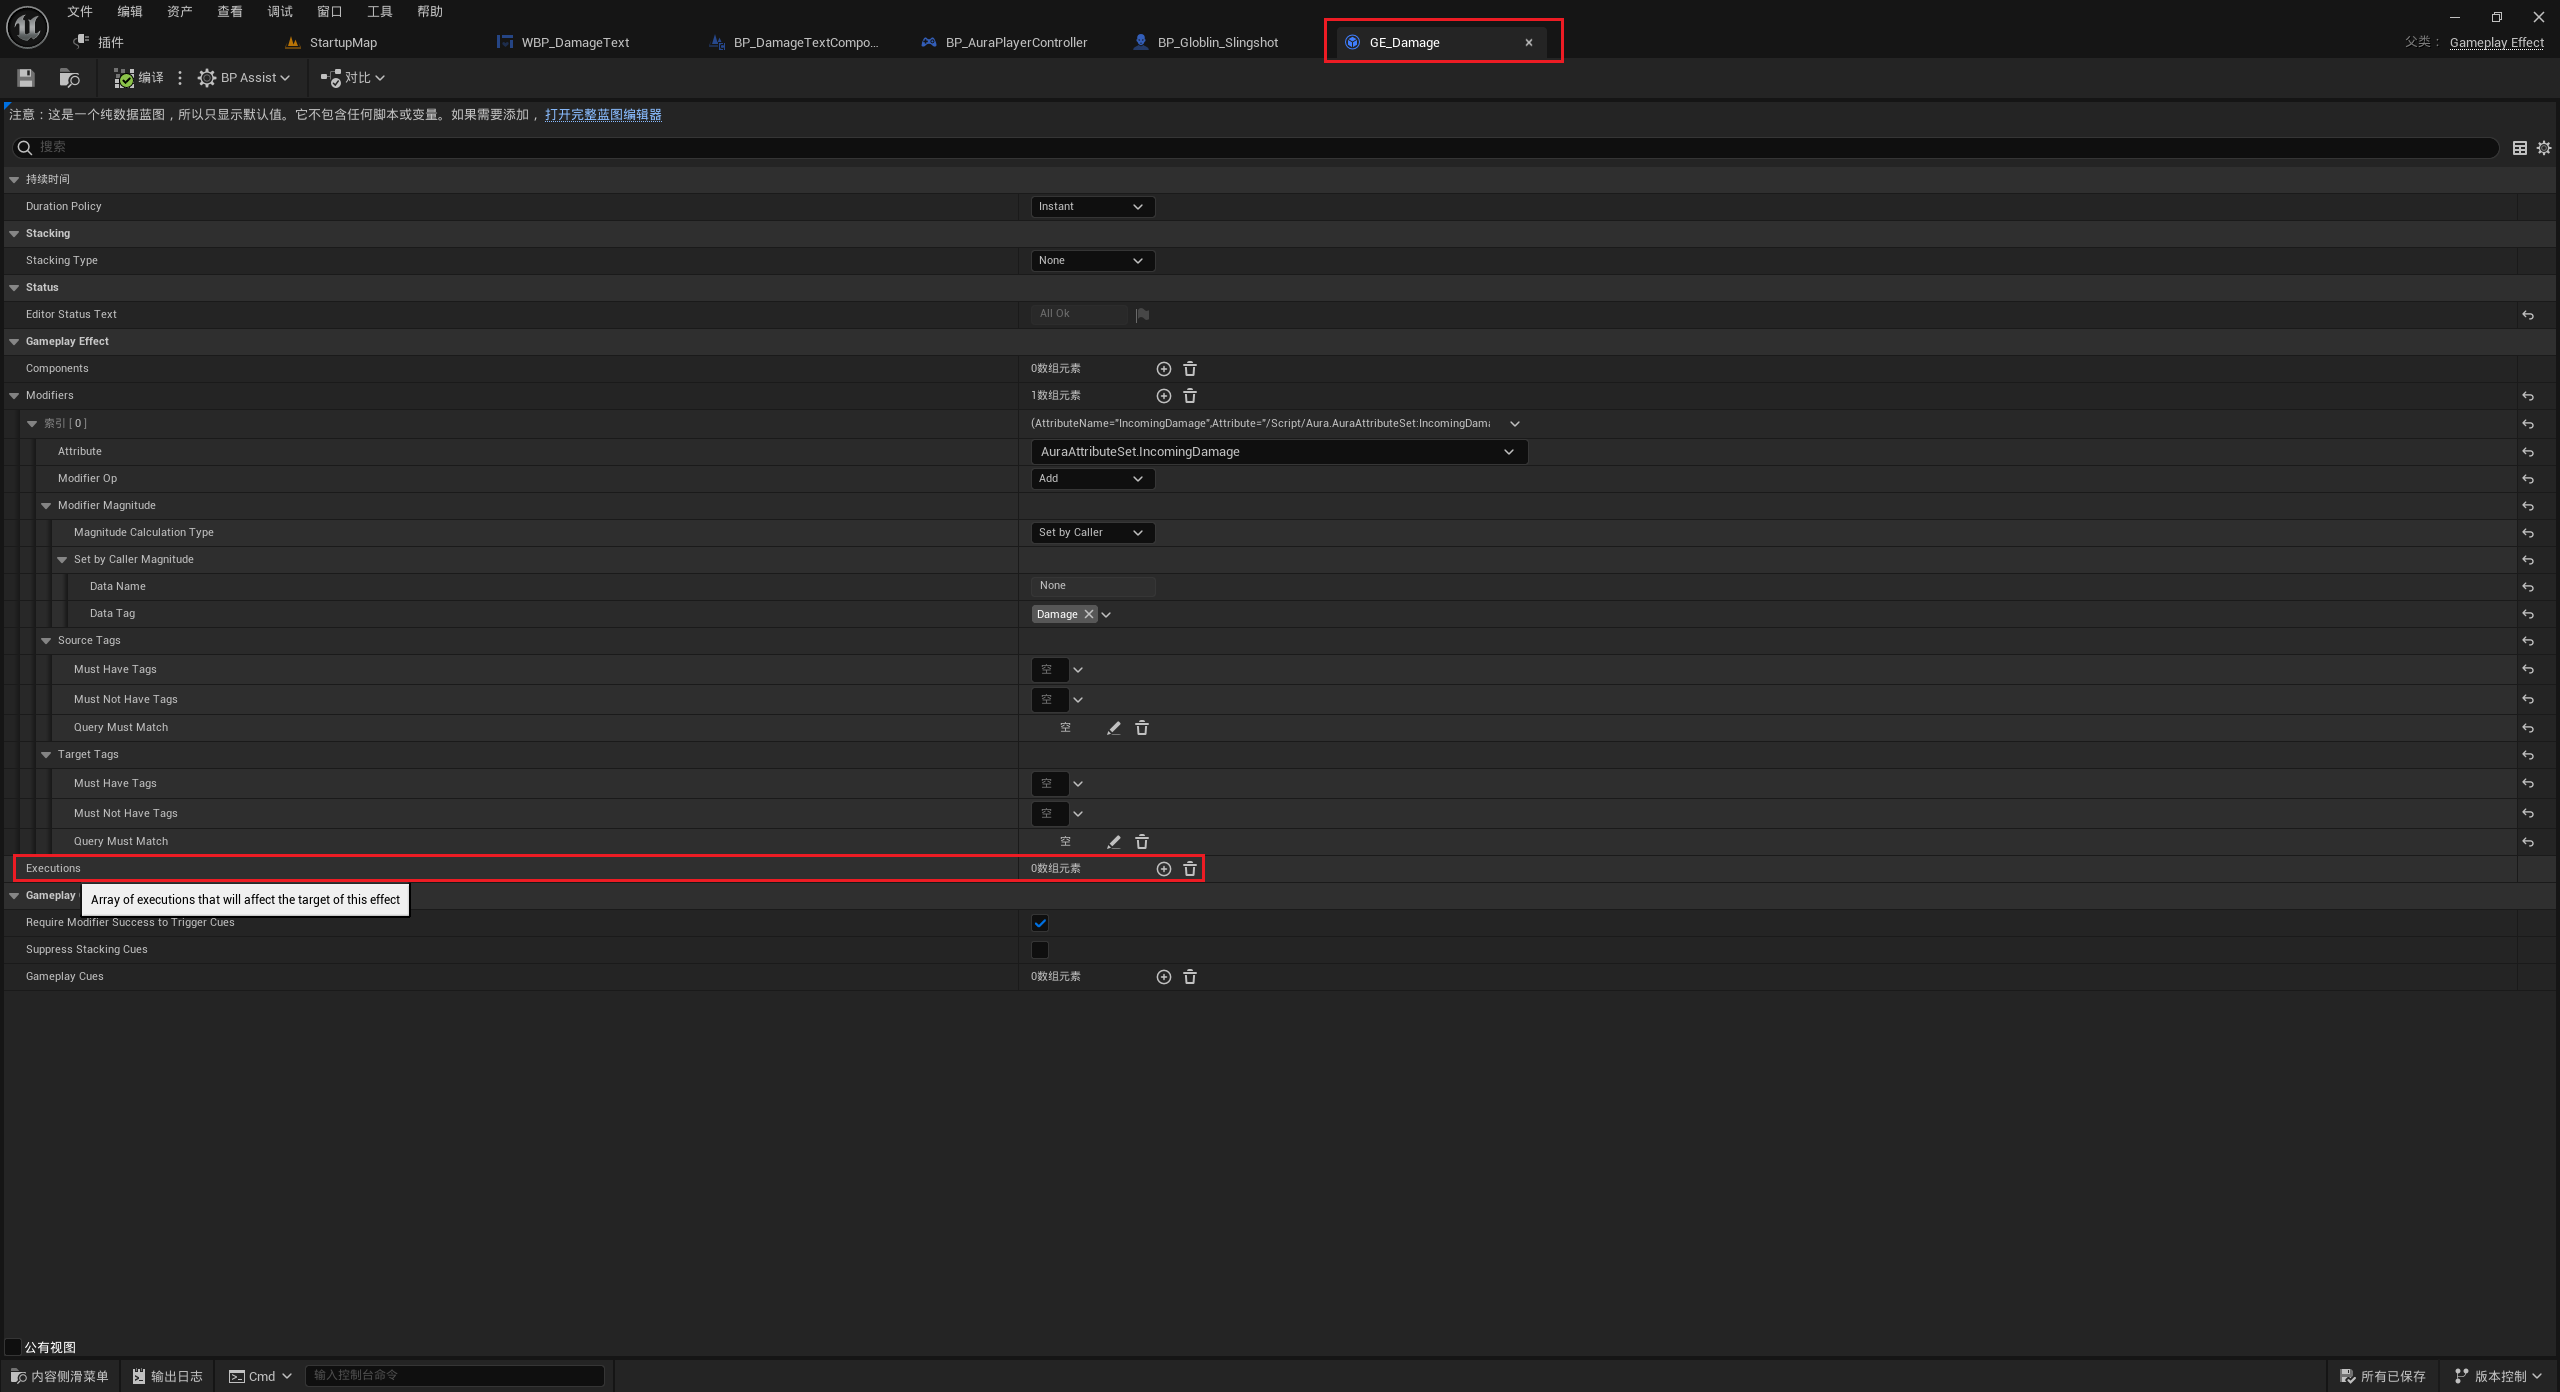 文件 编辑 资产 查看 调试 窗口 工具 帮助
插件 StartupMap WBP_DamageText BP_DamageTextCompo... BP_AuraPlayerController BP_Globlin_Slingshot GE_Damage 父类： Gameplay Effect
编译 BP Assist 对比
注意：这是一个纯数据蓝图，所以只显示默认值。它不包含任何脚本或变量。如果需要添加，打开完整蓝图编辑器
搜索
持续时间
Duration Policy Instant
Stacking
Stacking Type None
Status
Editor Status Text All Ok
Gameplay Effect
Components 0数组元素
Modifiers 1数组元素
索引 [ 0 ] (AttributeName="IncomingDamage",Attribute="/Script/Aura.AuraAttributeSet:IncomingDama
Attribute AuraAttributeSet.IncomingDamage
Modifier Op Add
Modifier Magnitude
Magnitude Calculation Type Set by Caller
Set by Caller Magnitude
Data Name None
Data Tag Damage
Source Tags
Must Have Tags 空
Must Not Have Tags 空
Query Must Match 空
Target Tags
Must Have Tags 空
Must Not Have Tags 空
Query Must Match 空
Executions 0数组元素
Gameplay
Array of executions that will affect the target of this effect
Require Modifier Success to Trigger Cues
Suppress Stacking Cues
Gameplay Cues 0数组元素
公有视图
内容侧滑菜单 输出日志 Cmd 输入控制台命令 所有已保存 版本控制